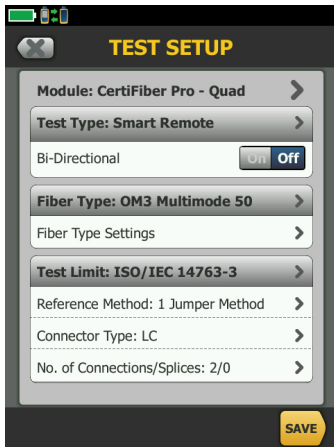 TEST SETUP
Module: CertiFiber Pro - Quad
Test Type: Smart Remote
Bi-Directional On Off
Fiber Type: OM3 Multimode 50
Fiber Type Settings
Test Limit: ISO/IEC 14763-3
Reference Method: 1 Jumper Method
Connector Type: LC
No. of Connections/Splices: 2/0
SAVE